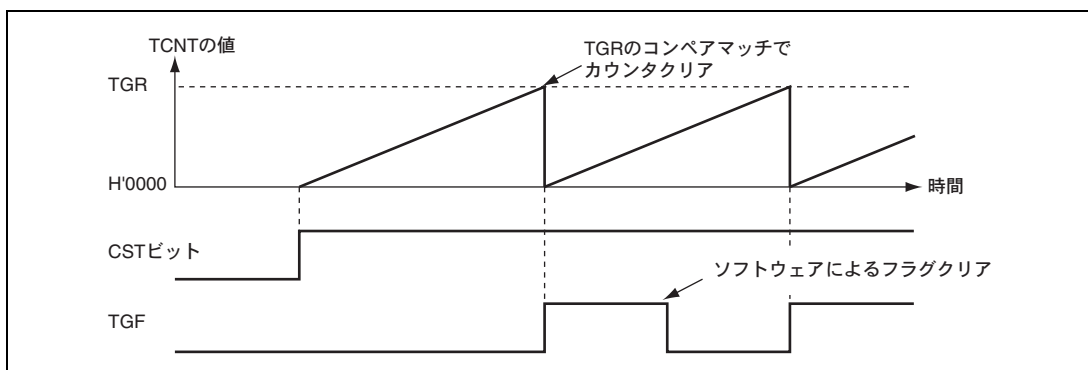 TCNTの値
TGRのコンペアマッチで
カウンタクリア
TGR
H'0000
時間
CSTビット
ソフトウェアによるフラグクリア
TGF